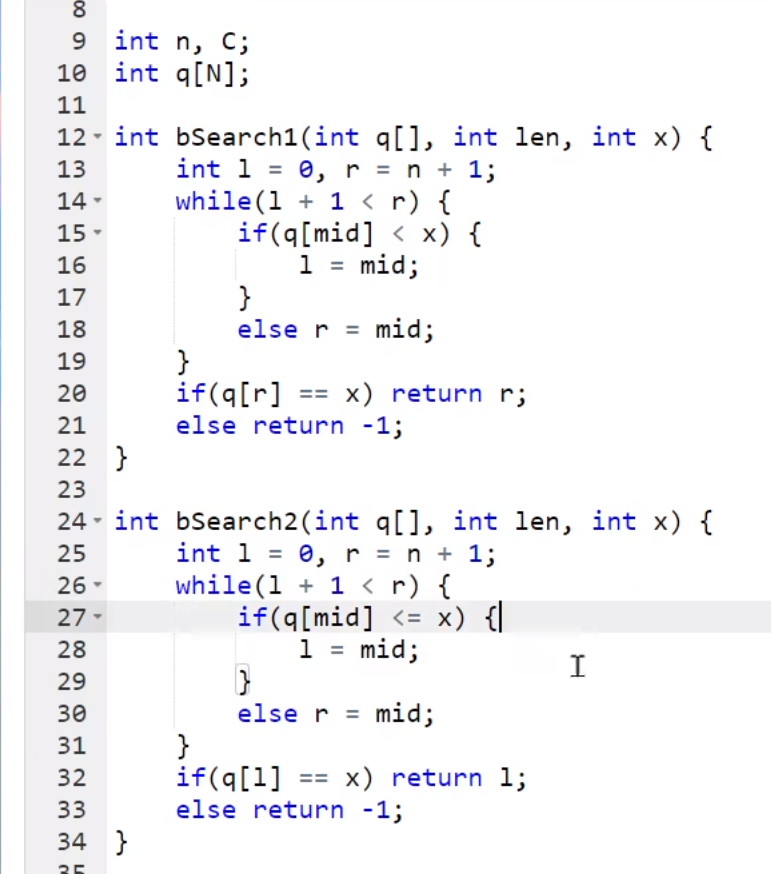 8
9 int n, C;
10 int q[N];
11
12 int bSearch1(int q[], int len, int x) {
13     int l = 0, r = n + 1;
14     while(l + 1 < r) {
15         if(q[mid] < x) {
16             l = mid;
17         }
18         else r = mid;
19     }
20     if(q[r] == x) return r;
21     else return -1;
22 }
23
24 int bSearch2(int q[], int len, int x) {
25     int l = 0, r = n + 1;
26     while(l + 1 < r) {
27         if(q[mid] <= x) {
28             l = mid;
29         }
30         else r = mid;
31     }
32     if(q[l] == x) return l;
33     else return -1;
34 }
35